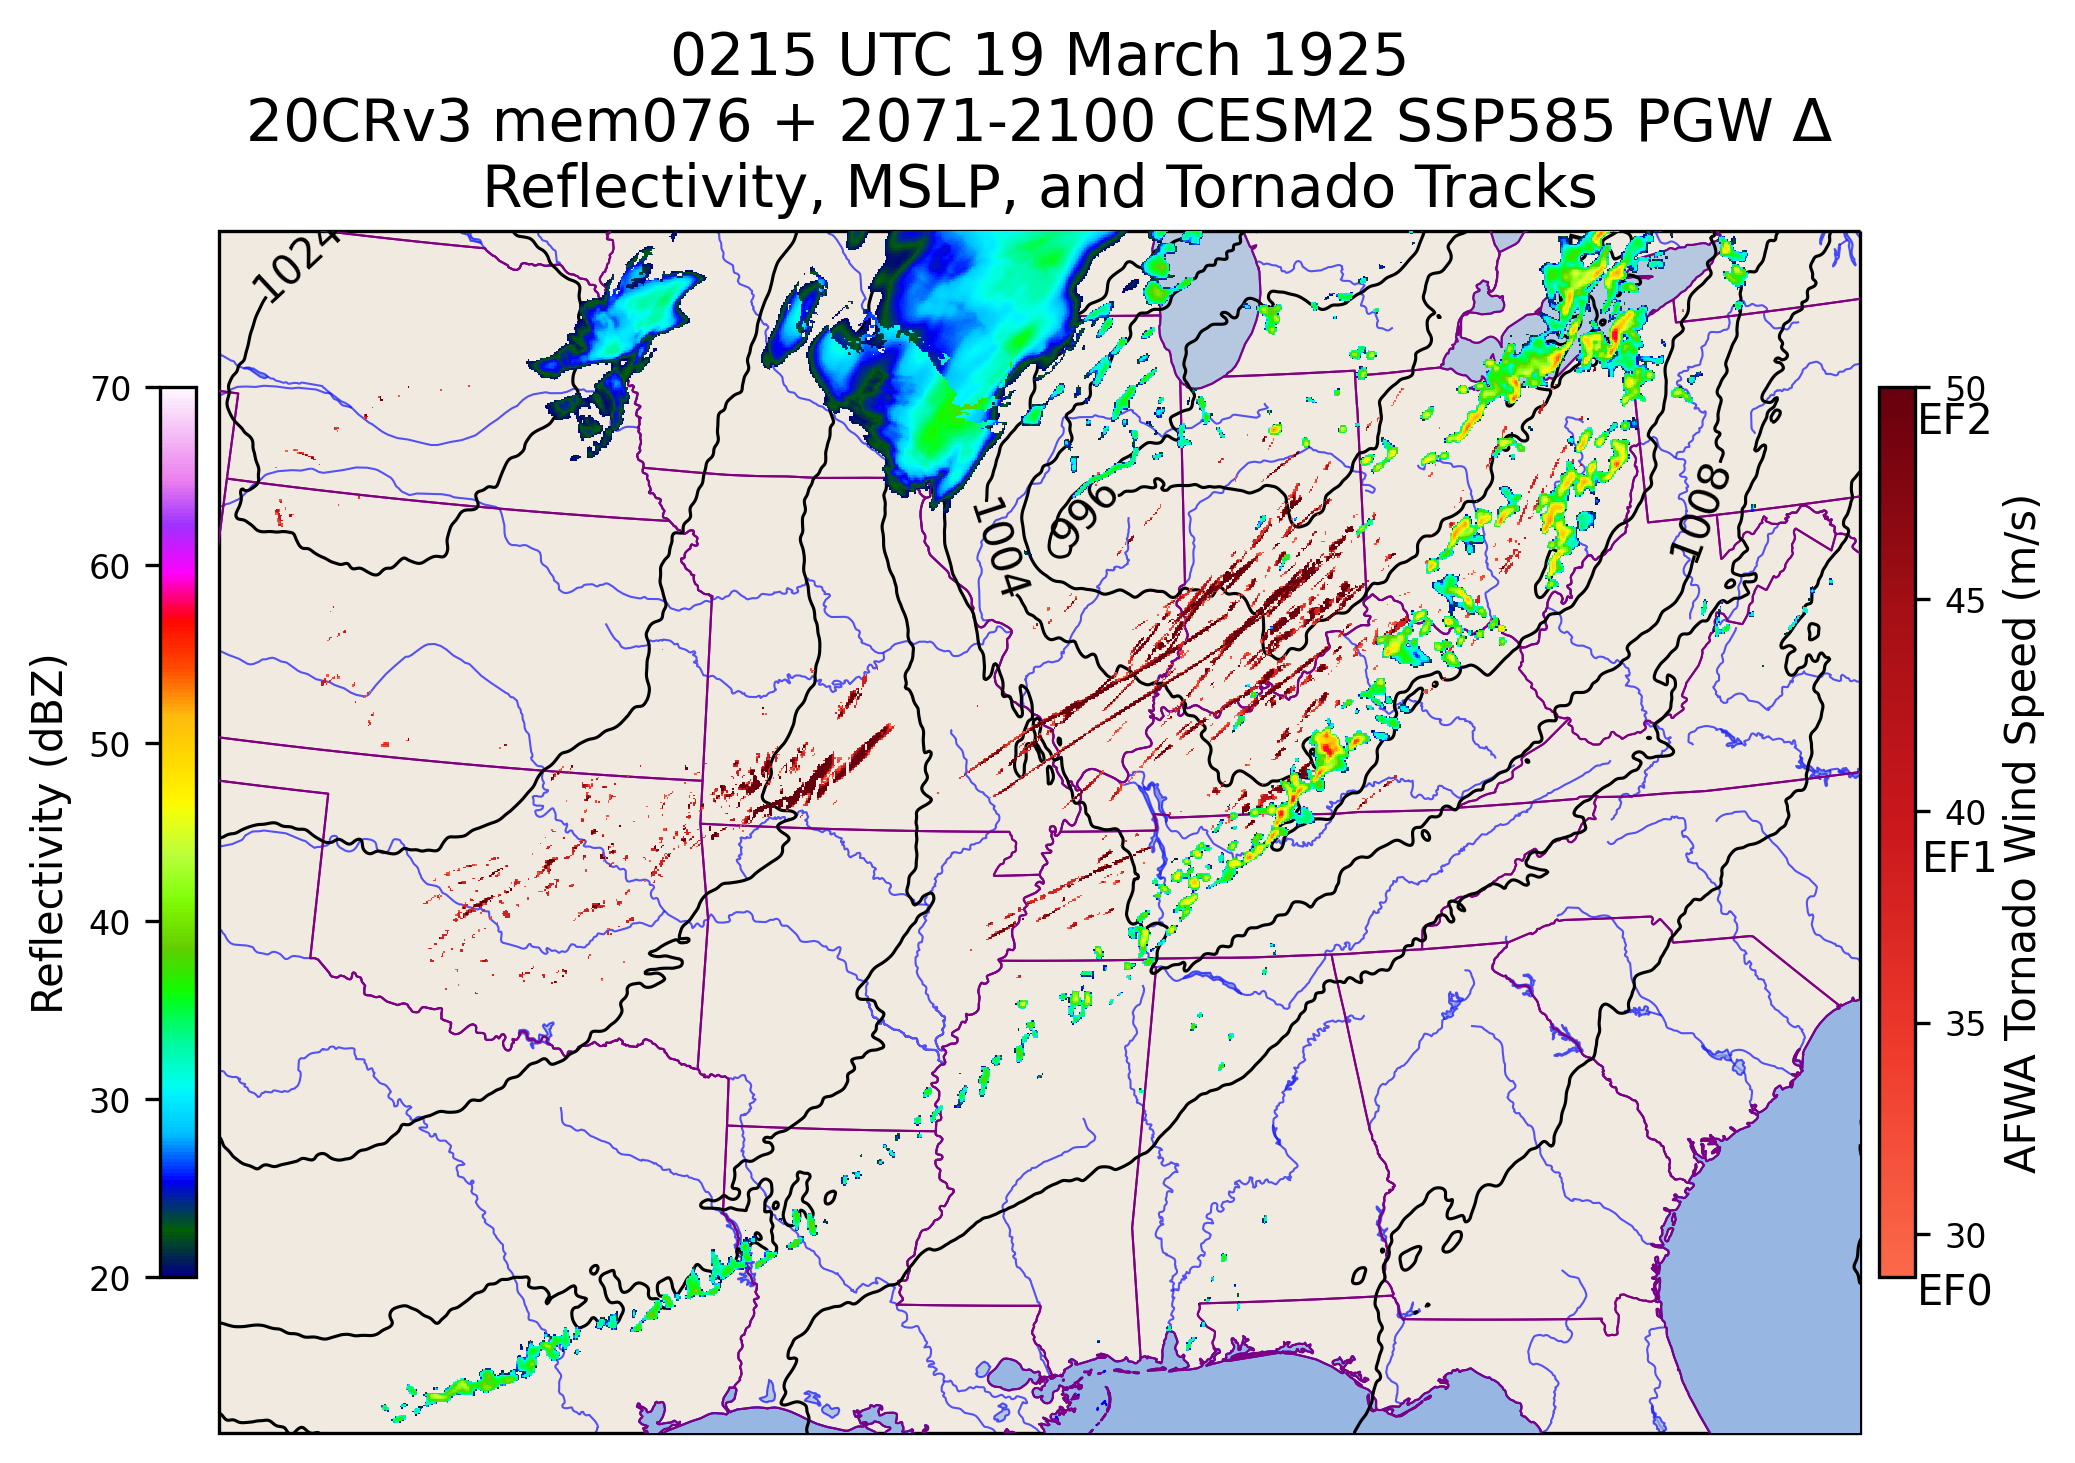 0215 UTC 19 March 1925
20CRv3 mem076 + 2071-2100 CESM2 SSP585 PGW Δ
Reflectivity, MSLP, and Tornado Tracks
1024
996
1004
1008
70
60
50
40
30
20
Reflectivity (dBZ)
50
EF2
45
40
EF1
35
30
EF0
AFWA Tornado Wind Speed (m/s)